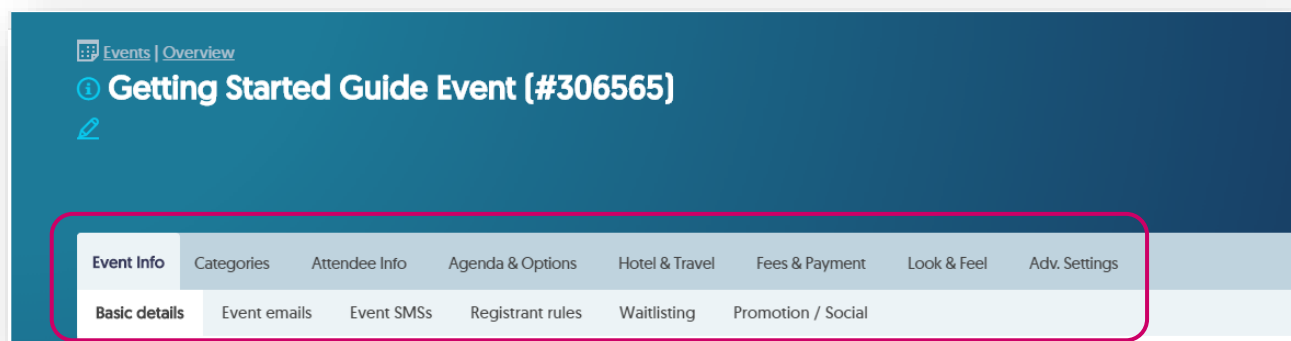 Events | Overview
Getting Started Guide Event (#306565)
Event Info Categories Attendee Info Agenda & Options Hotel & Travel Fees & Payment Look & Feel Adv. Settings
Basic details Event emails Event SMSs Registrant rules Waitlisting Promotion / Social